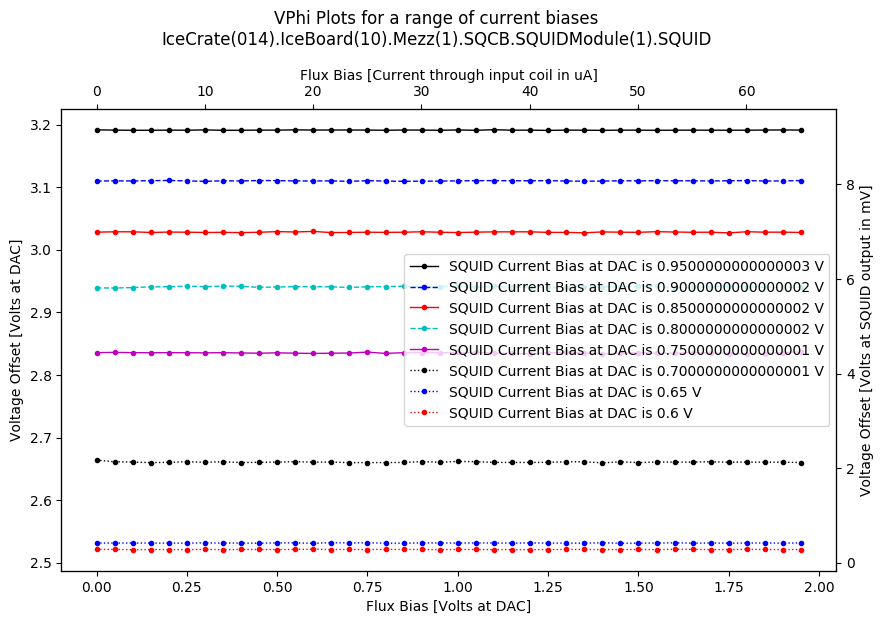 VPhi Plots for a range of current biases
IceCrate(014).IceBoard(10).Mezz(1).SQCB.SQUIDModule(1).SQUID
Flux Bias [Current through input coil in uA]
0 10 20 30 40 50 60
3.2
3.1
3.0
2.9
2.8
2.7
2.6
2.5
Voltage Offset [Volts at DAC]
8
6
4
2
0
Voltage Offset [Volts at SQUID output in mV]
SQUID Current Bias at DAC is 0.9500000000000003 V
SQUID Current Bias at DAC is 0.9000000000000002 V
SQUID Current Bias at DAC is 0.8500000000000002 V
SQUID Current Bias at DAC is 0.8000000000000002 V
SQUID Current Bias at DAC is 0.7500000000000001 V
SQUID Current Bias at DAC is 0.7000000000000001 V
SQUID Current Bias at DAC is 0.65 V
SQUID Current Bias at DAC is 0.6 V
0.00 0.25 0.50 0.75 1.00 1.25 1.50 1.75 2.00
Flux Bias [Volts at DAC]